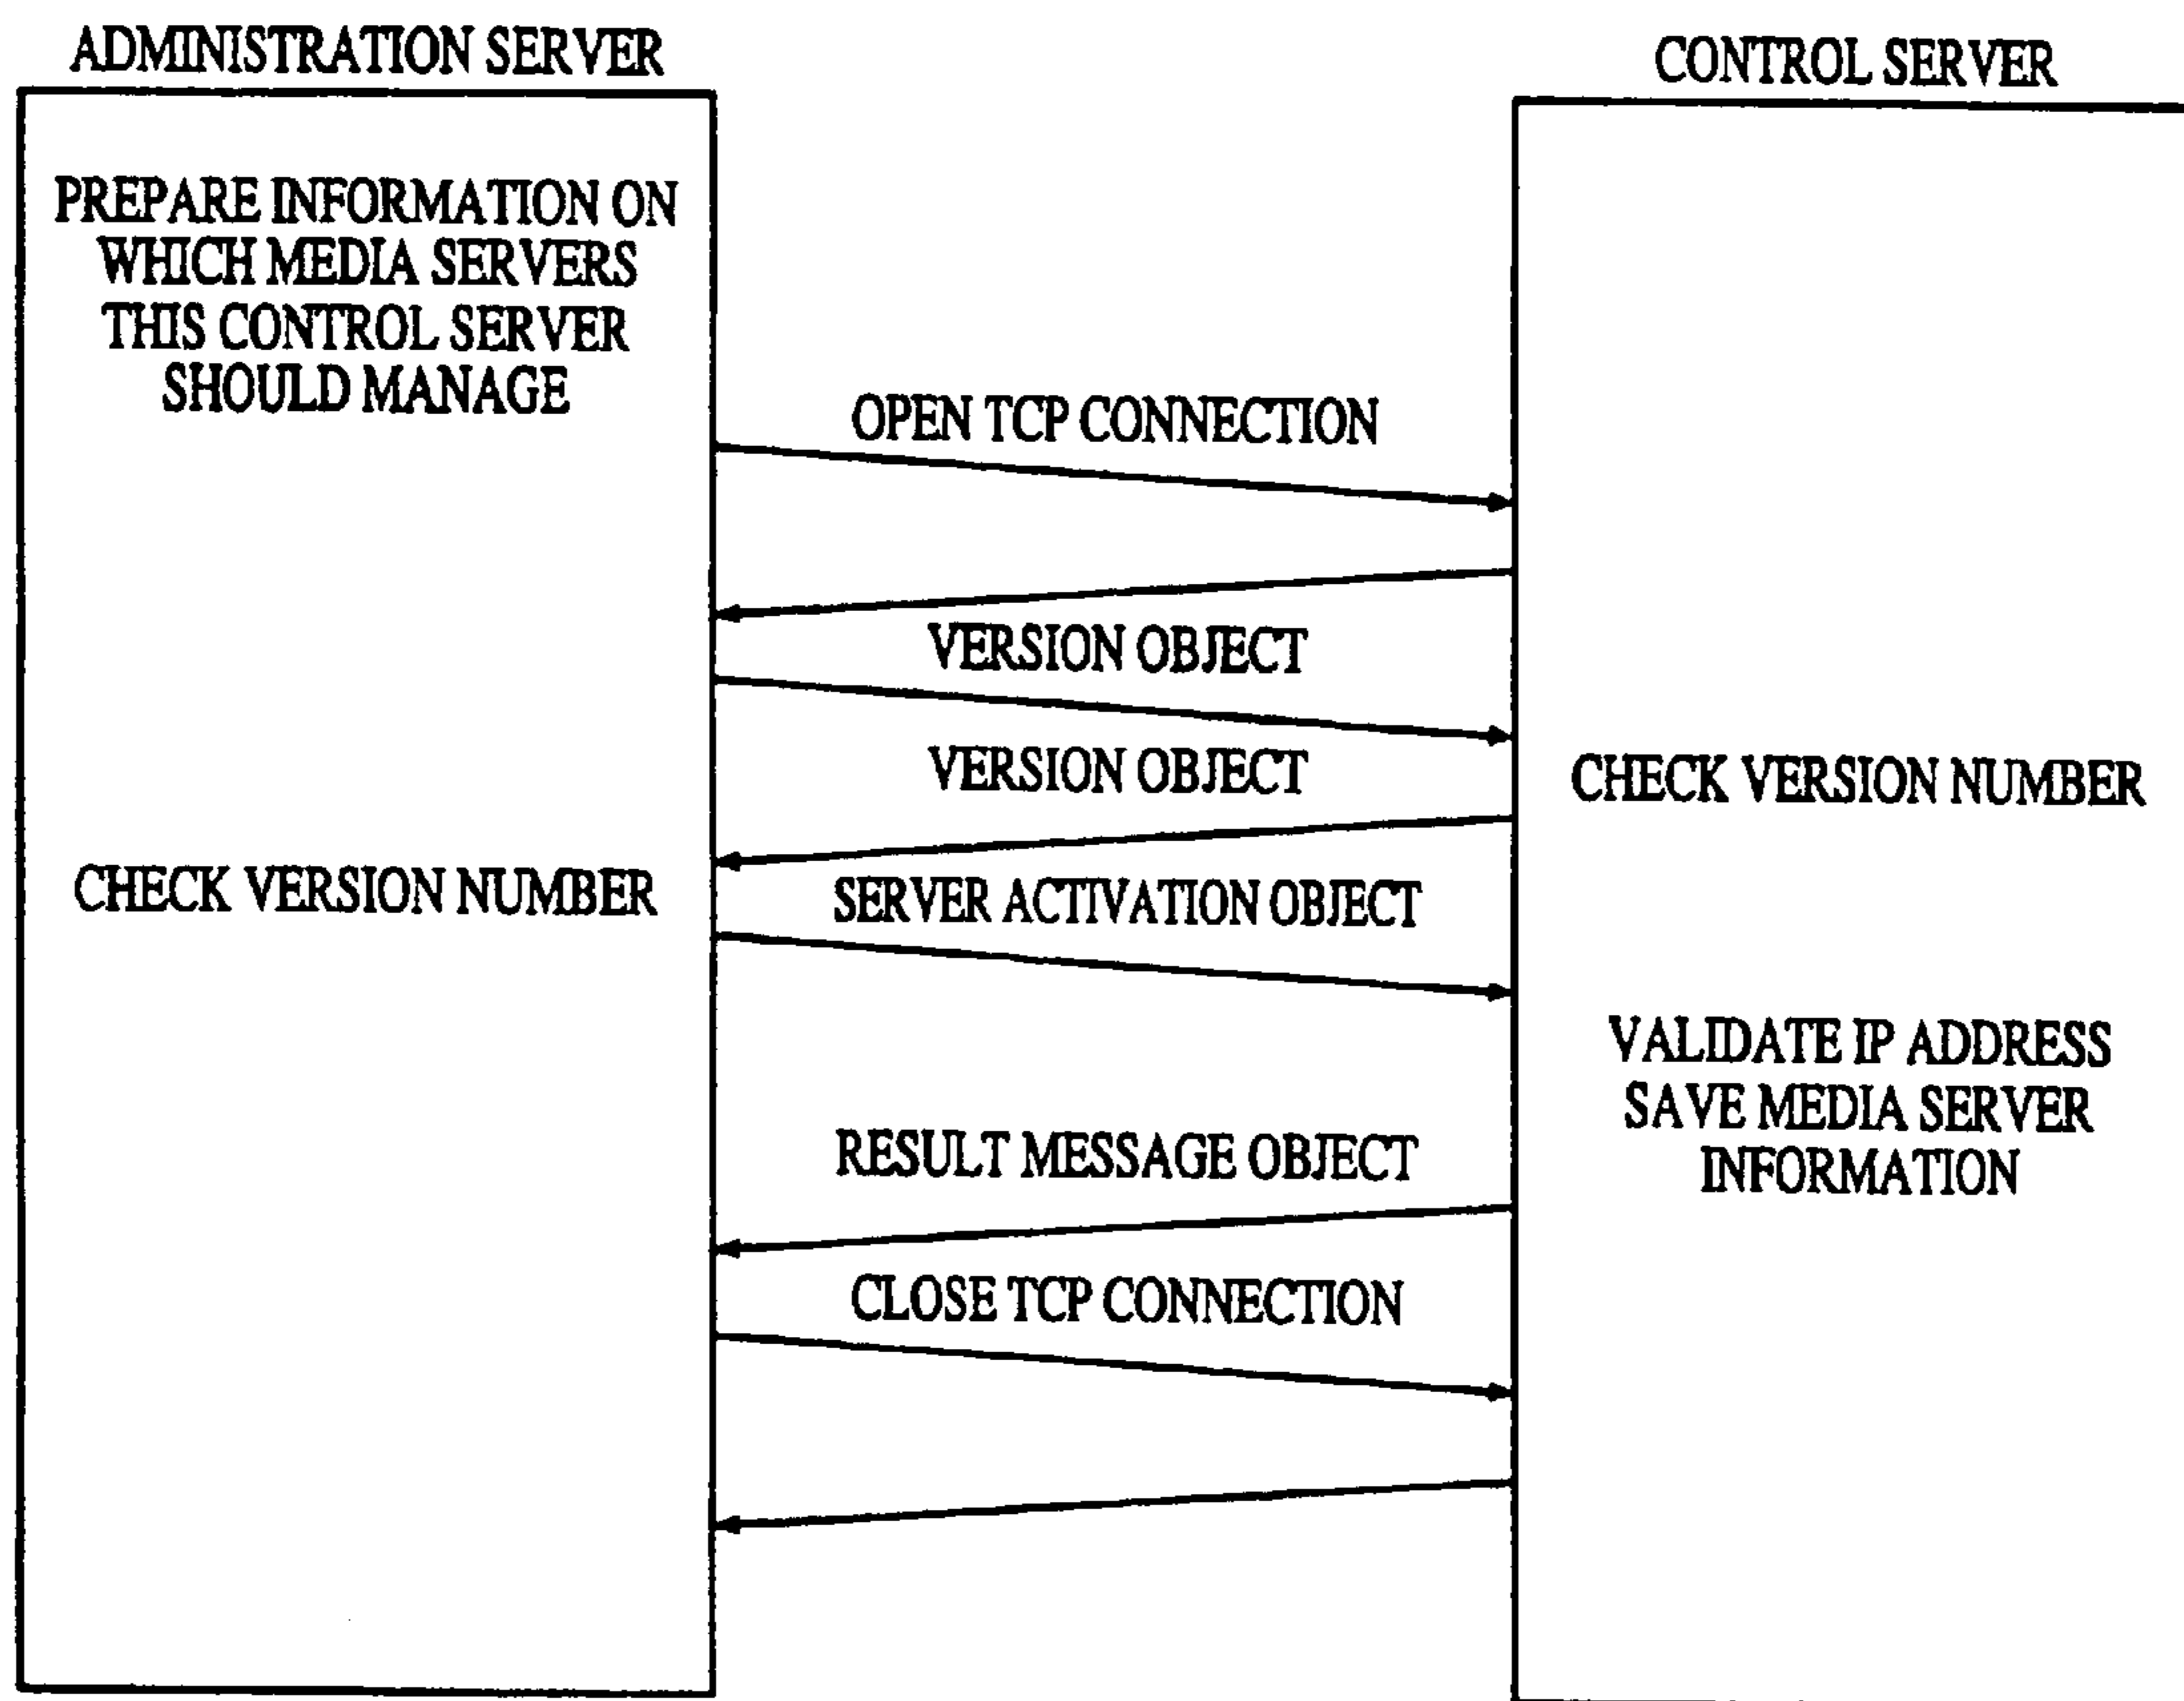 ADMINISTRATION SERVER
CONTROL SERVER
PREPARE INFORMATION ON
WHICH MEDIA SERVERS
THIS CONTROL SERVER
SHOULD MANAGE
OPEN TCP CONNECTION
VERSION OBJECT
VERSION OBJECT
CHECK VERSION NUMBER
CHECK VERSION NUMBER
SERVER ACTIVATION OBJECT
VALIDATE IP ADDRESS
SAVE MEDIA SERVER
INFORMATION
RESULT MESSAGE OBJECT
CLOSE TCP CONNECTION